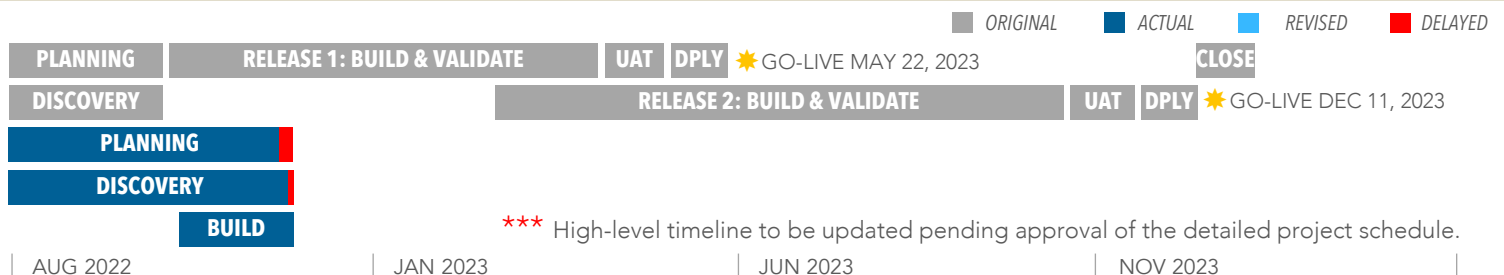 ORIGINAL ACTUAL REVISED DELAYED
PLANNING RELEASE 1: BUILD & VALIDATE UAT DPLY GO-LIVE MAY 22, 2023 CLOSE
DISCOVERY RELEASE 2: BUILD & VALIDATE UAT DPLY GO-LIVE DEC 11, 2023
PLANNING
DISCOVERY
BUILD *** High-level timeline to be updated pending approval of the detailed project schedule.
AUG 2022 JAN 2023 JUN 2023 NOV 2023